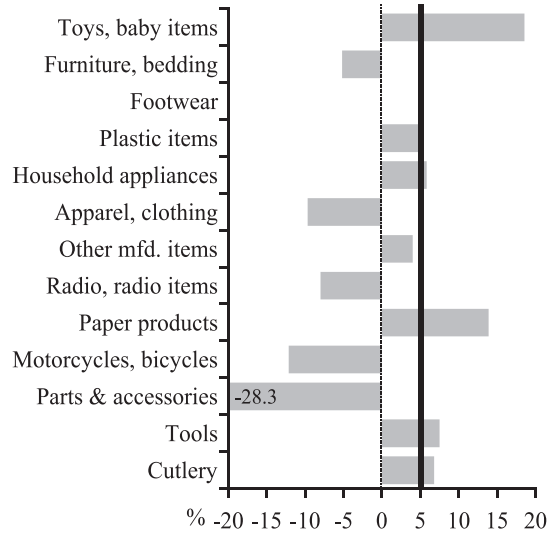 Toys, baby items
Furniture, bedding
Footwear
Plastic items
Household appliances
Apparel, clothing
Other mfd. items
Radio, radio items
Paper products
Motorcycles, bicycles
Parts & accessories -28.3
Tools
Cutlery
% -20 -15 -10 -5 0 5 10 15 20